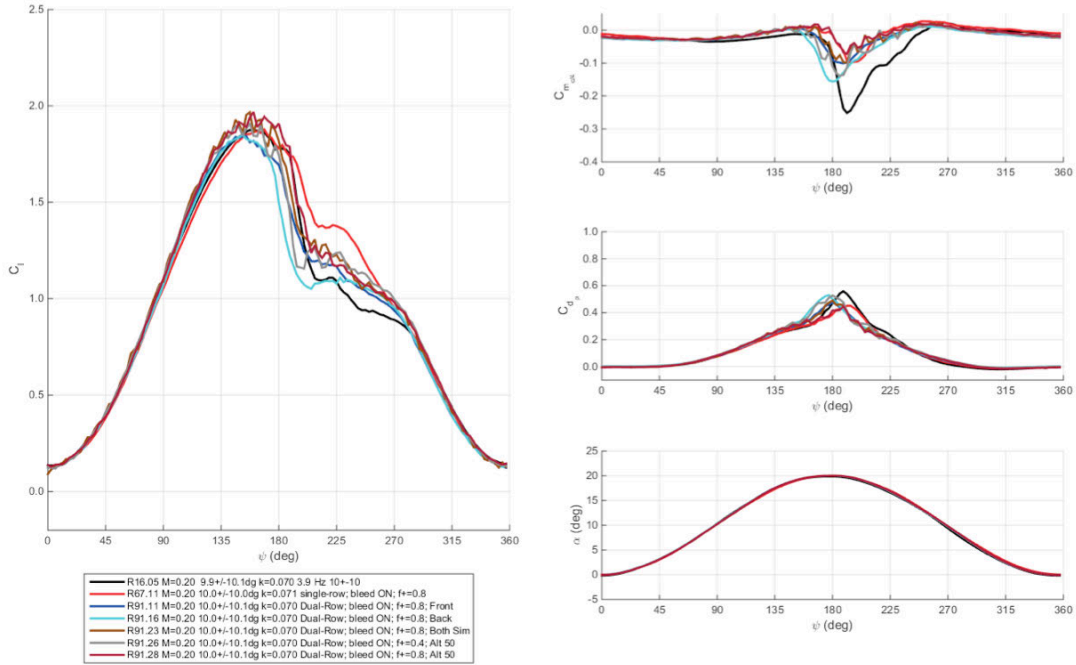 2.5
2.0
1.5
1.0
0.5
0.0
C_l
0 45 90 135 180 225 270 315 360
ψ (deg)
0.0
-0.1
-0.2
-0.3
-0.4
0 45 90 135 180 225 270 315 360
ψ (deg)
1.0
0.8
0.6
0.4
0.2
0.0
C_d_p
0 45 90 135 180 225 270 315 360
ψ (deg)
25
20
15
10
5
0
-5
α (deg)
0 45 90 135 180 225 270 315 360
ψ (deg)
R16.05 M=0.20 9.9+/-10.1dg k=0.070 3.9 Hz 10+-10
R67.11 M=0.20 10.0+/-10.0dg k=0.071 single-row; bleed ON; f+=0.8
R91.11 M=0.20 10.0+/-10.1dg k=0.070 Dual-Row; bleed ON; f+=0.8; Front
R91.16 M=0.20 10.0+/-10.1dg k=0.070 Dual-Row; bleed ON; f+=0.8; Back
R91.23 M=0.20 10.0+/-10.1dg k=0.070 Dual-Row; bleed ON; f+=0.8; Both Sim
R91.26 M=0.20 10.0+/-10.1dg k=0.070 Dual-Row; bleed ON; f+=0.4; Alt 50
R91.28 M=0.20 10.0+/-10.1dg k=0.070 Dual-Row; bleed ON; f+=0.8; Alt 50